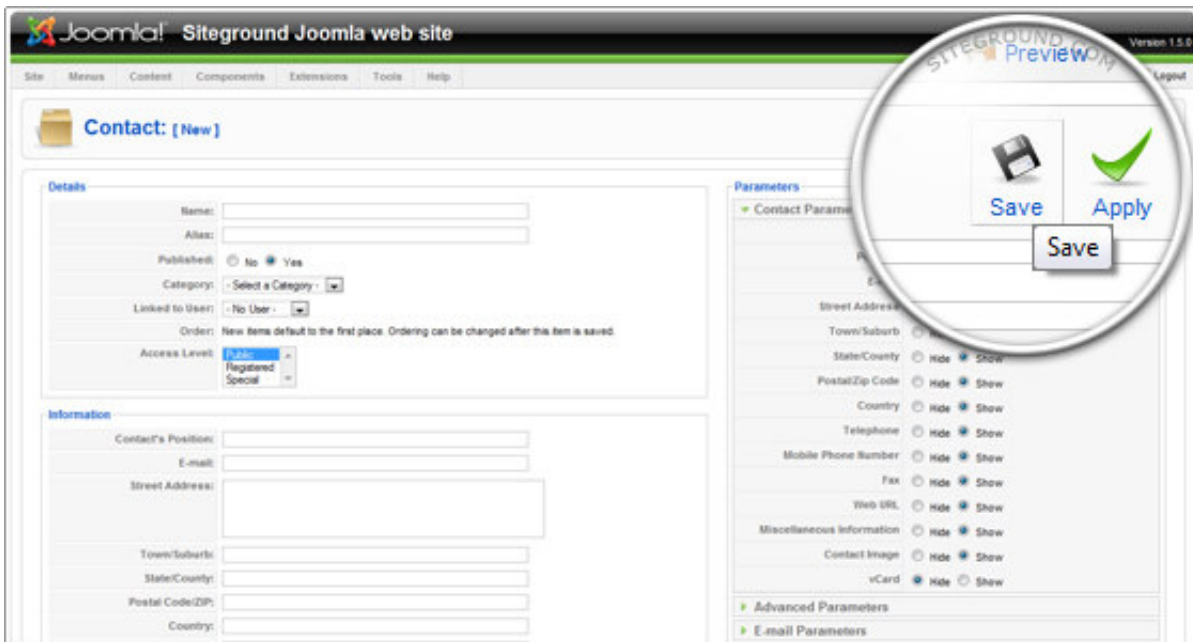 Joomla! Siteground Joomla web site
Version 1.5.0
SITEGROUND.COM
Preview
Logout
Site Menus Content Components Extensions Tools Help
Contact: [ New ]
Save Apply
Save
Details
Name:
Alias:
Published: No Yes
Category: - Select a Category -
Linked to User: - No User -
Order: New items default to the first place. Ordering can be changed after this item is saved.
Access Level: Public
Registered
Special
Information
Contact's Position:
E-mail:
Street Address:
Town/Suburb:
State/County:
Postal Code/ZIP:
Country:
Parameters
Contact Parame
Street Address
Town/Suburb
State/County Hide Show
Postal/Zip Code Hide Show
Country Hide Show
Telephone Hide Show
Mobile Phone Number Hide Show
Fax Hide Show
Web URL Hide Show
Miscellaneous Information Hide Show
Contact Image Hide Show
vCard Hide Show
Advanced Parameters
E-mail Parameters